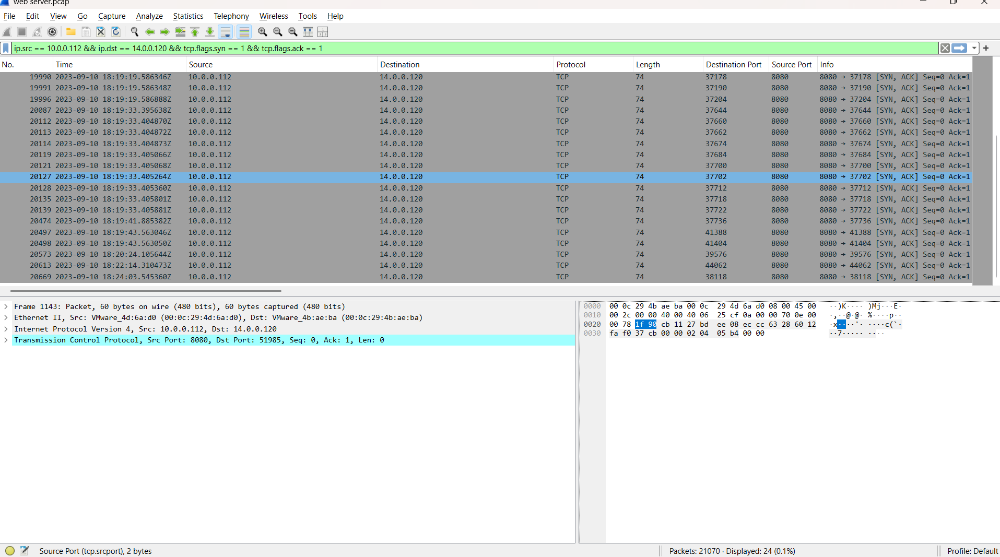 web server.pcap
File Edit View Go Capture Analyze Statistics Telephony Wireless Tools Help
ip.src == 10.0.0.112 && ip.dst == 14.0.0.120 && tcp.flags.syn == 1 && tcp.flags.ack == 1
No. Time Source Destination Protocol Length Destination Port Source Port Info
19990 2023-09-10 18:19:19.586346Z 10.0.0.112 14.0.0.120 TCP 74 37178 8080 8080 → 37178 [SYN, ACK] Seq=0 Ack=1
19991 2023-09-10 18:19:19.586348Z 10.0.0.112 14.0.0.120 TCP 74 37190 8080 8080 → 37190 [SYN, ACK] Seq=0 Ack=1
19996 2023-09-10 18:19:19.586888Z 10.0.0.112 14.0.0.120 TCP 74 37204 8080 8080 → 37204 [SYN, ACK] Seq=0 Ack=1
20087 2023-09-10 18:19:33.395638Z 10.0.0.112 14.0.0.120 TCP 74 37644 8080 8080 → 37644 [SYN, ACK] Seq=0 Ack=1
20112 2023-09-10 18:19:33.404870Z 10.0.0.112 14.0.0.120 TCP 74 37660 8080 8080 → 37660 [SYN, ACK] Seq=0 Ack=1
20113 2023-09-10 18:19:33.404872Z 10.0.0.112 14.0.0.120 TCP 74 37662 8080 8080 → 37662 [SYN, ACK] Seq=0 Ack=1
20114 2023-09-10 18:19:33.404873Z 10.0.0.112 14.0.0.120 TCP 74 37674 8080 8080 → 37674 [SYN, ACK] Seq=0 Ack=1
20119 2023-09-10 18:19:33.405066Z 10.0.0.112 14.0.0.120 TCP 74 37684 8080 8080 → 37684 [SYN, ACK] Seq=0 Ack=1
20121 2023-09-10 18:19:33.405068Z 10.0.0.112 14.0.0.120 TCP 74 37700 8080 8080 → 37700 [SYN, ACK] Seq=0 Ack=1
20127 2023-09-10 18:19:33.405264Z 10.0.0.112 14.0.0.120 TCP 74 37702 8080 8080 → 37702 [SYN, ACK] Seq=0 Ack=1
20128 2023-09-10 18:19:33.405360Z 10.0.0.112 14.0.0.120 TCP 74 37712 8080 8080 → 37712 [SYN, ACK] Seq=0 Ack=1
20135 2023-09-10 18:19:33.405801Z 10.0.0.112 14.0.0.120 TCP 74 37718 8080 8080 → 37718 [SYN, ACK] Seq=0 Ack=1
20139 2023-09-10 18:19:33.405881Z 10.0.0.112 14.0.0.120 TCP 74 37722 8080 8080 → 37722 [SYN, ACK] Seq=0 Ack=1
20474 2023-09-10 18:19:41.885382Z 10.0.0.112 14.0.0.120 TCP 74 37736 8080 8080 → 37736 [SYN, ACK] Seq=0 Ack=1
20497 2023-09-10 18:19:43.563046Z 10.0.0.112 14.0.0.120 TCP 74 41388 8080 8080 → 41388 [SYN, ACK] Seq=0 Ack=1
20498 2023-09-10 18:19:43.563050Z 10.0.0.112 14.0.0.120 TCP 74 41404 8080 8080 → 41404 [SYN, ACK] Seq=0 Ack=1
20573 2023-09-10 18:20:24.105644Z 10.0.0.112 14.0.0.120 TCP 74 39576 8080 8080 → 39576 [SYN, ACK] Seq=0 Ack=1
20613 2023-09-10 18:22:14.310473Z 10.0.0.112 14.0.0.120 TCP 74 44062 8080 8080 → 44062 [SYN, ACK] Seq=0 Ack=1
20669 2023-09-10 18:24:03.545360Z 10.0.0.112 14.0.0.120 TCP 74 38118 8080 8080 → 38118 [SYN, ACK] Seq=0 Ack=1
Frame 1143: Packet, 60 bytes on wire (480 bits), 60 bytes captured (480 bits)
Ethernet II, Src: VMware_4d:6a:d0 (00:0c:29:4d:6a:d0), Dst: VMware_4b:ae:ba (00:0c:29:4b:ae:ba)
Internet Protocol Version 4, Src: 10.0.0.112, Dst: 14.0.0.120
Transmission Control Protocol, Src Port: 8080, Dst Port: 51985, Seq: 0, Ack: 1, Len: 0
0000 00 0c 29 4b ae ba 00 0c 29 4d 6a d0 08 00 45 00 ··)K···· )Mj···E·
0010 00 2c 00 00 40 00 40 06 25 cf 0a 00 00 70 0e 00 ·,··@·@· %····p··
0020 00 78 1f 90 cb 11 27 bd ee 08 ec cc 63 28 60 12 ·x····'· ····c(`·
0030 fa f0 37 cb 00 00 02 04 05 b4 00 00 ··7····· ····
Source Port (tcp.srcport), 2 bytes
Packets: 21070 · Displayed: 24 (0.1%)
Profile: Default